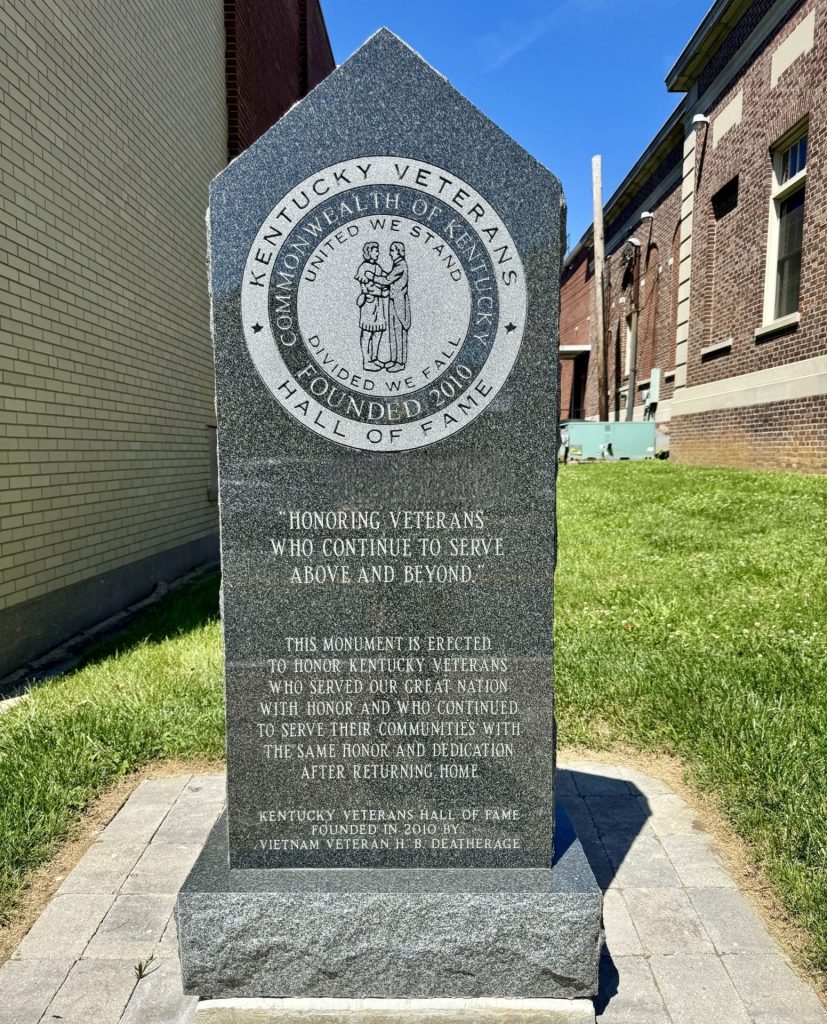 KENTUCKY VETERANS
HALL OF FAME
COMMONWEALTH OF KENTUCKY
FOUNDED 2010
UNITED WE STAND
DIVIDED WE FALL
"HONORING VETERANS
WHO CONTINUE TO SERVE
ABOVE AND BEYOND."
THIS MONUMENT IS ERECTED
TO HONOR KENTUCKY VETERANS
WHO SERVED OUR GREAT NATION
WITH HONOR AND WHO CONTINUED
TO SERVE THEIR COMMUNITIES WITH
THE SAME HONOR AND DEDICATION
AFTER RETURNING HOME
KENTUCKY VETERANS HALL OF FAME
FOUNDED IN 2010 BY
VIETNAM VETERAN H. B. DEATHERAGE